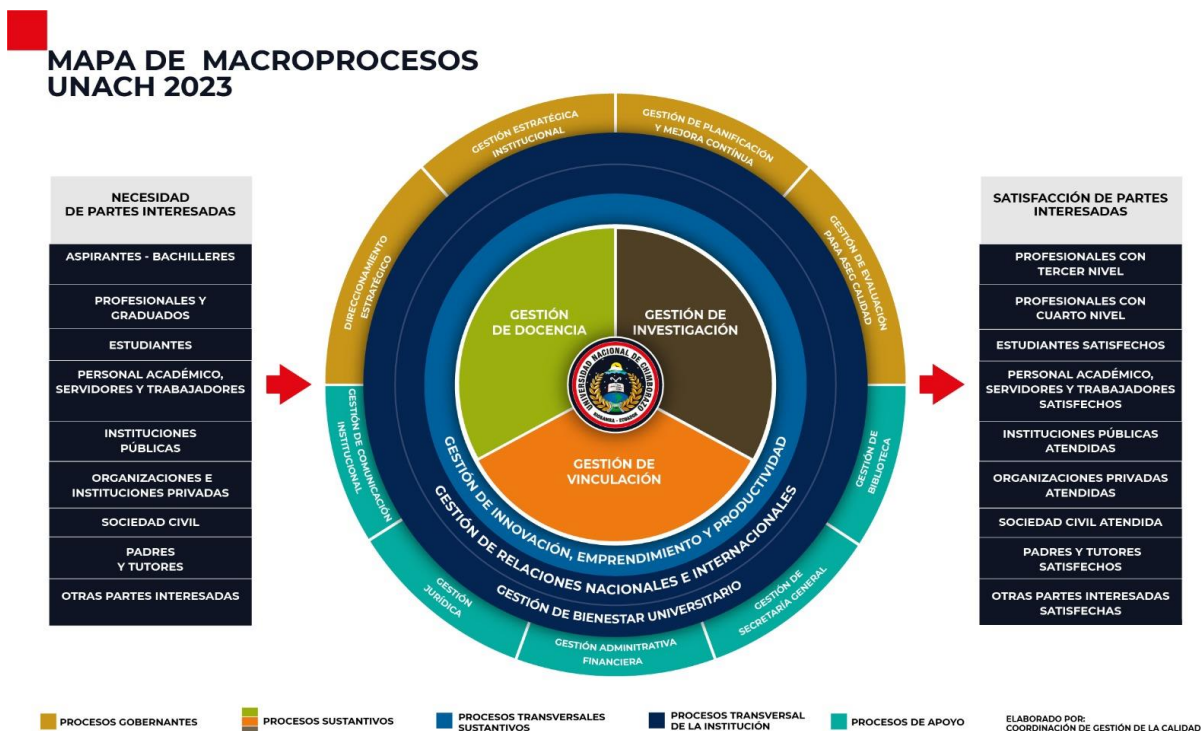 MAPA DE MACROPROCESOS
UNACH 2023
NECESIDAD
DE PARTES INTERESADAS
ASPIRANTES - BACHILLERES
PROFESIONALES Y
GRADUADOS
ESTUDIANTES
PERSONAL ACADÉMICO,
SERVIDORES Y TRABAJADORES
INSTITUCIONES
PÚBLICAS
ORGANIZACIONES E
INSTITUCIONES PRIVADAS
SOCIEDAD CIVIL
PADRES
Y TUTORES
OTRAS PARTES INTERESADAS
DIRECCIONAMIENTO
ESTRATÉGICO
GESTIÓN ESTRATÉGICA
INSTITUCIONAL
GESTIÓN DE PLANIFICACIÓN
Y MEJORA CONTÍNUA
GESTIÓN DE EVALUACIÓN
PARA ASEG CALIDAD
GESTIÓN
DE DOCENCIA
GESTIÓN DE
INVESTIGACIÓN
GESTIÓN DE
VINCULACIÓN
UNIVERSIDAD NACIONAL DE CHIMBORAZO
RIOBAMBA - ECUADOR
GESTIÓN DE INNOVACIÓN, EMPRENDIMIENTO Y PRODUCTIVIDAD
GESTIÓN DE RELACIONES NACIONALES E INTERNACIONALES
GESTIÓN DE BIENESTAR UNIVERSITARIO
GESTIÓN DE COMUNICACIÓN
INSTITUCIONAL
GESTIÓN
JURÍDICA
GESTIÓN ADMINITRATIVA
FINANCIERA
GESTIÓN DE
SECRETARÍA GENERAL
GESTIÓN DE
BIBLIOTECA
SATISFACCIÓN DE PARTES
INTERESADAS
PROFESIONALES CON
TERCER NIVEL
PROFESIONALES CON
CUARTO NIVEL
ESTUDIANTES SATISFECHOS
PERSONAL ACADÉMICO,
SERVIDORES Y TRABAJADORES
SATISFECHOS
INSTITUCIONES PÚBLICAS
ATENDIDAS
ORGANIZACIONES PRIVADAS
ATENDIDAS
SOCIEDAD CIVIL ATENDIDA
PADRES Y TUTORES
SATISFECHOS
OTRAS PARTES INTERESADAS
SATISFECHAS
PROCESOS GOBERNANTES
PROCESOS SUSTANTIVOS
PROCESOS TRANSVERSALES
SUSTANTIVOS
PROCESOS TRANSVERSAL
DE LA INSTITUCIÓN
PROCESOS DE APOYO
ELABORADO POR:
COORDINACIÓN DE GESTIÓN DE LA CALIDAD